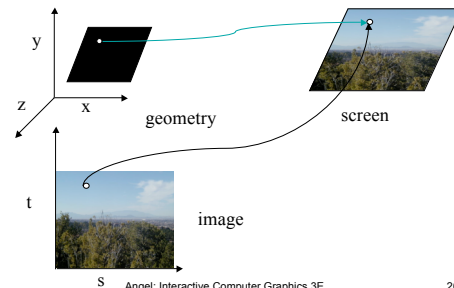 y
z
x
geometry
screen
t
image
s
Angel: Interactive Computer Graphics 3E